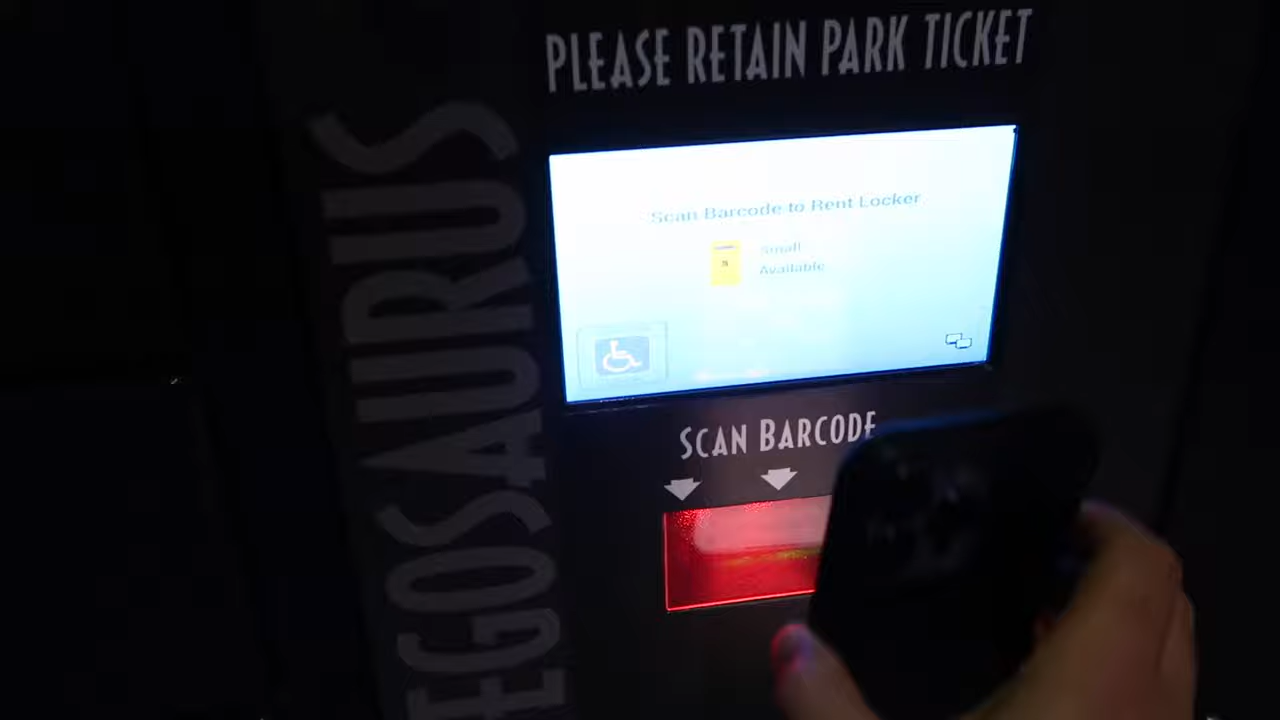 PLEASE RETAIN PARK TICKET
EGOSAURUS
Scan Barcode to Rent Locker
Small
S
Available
SCAN BARCODE